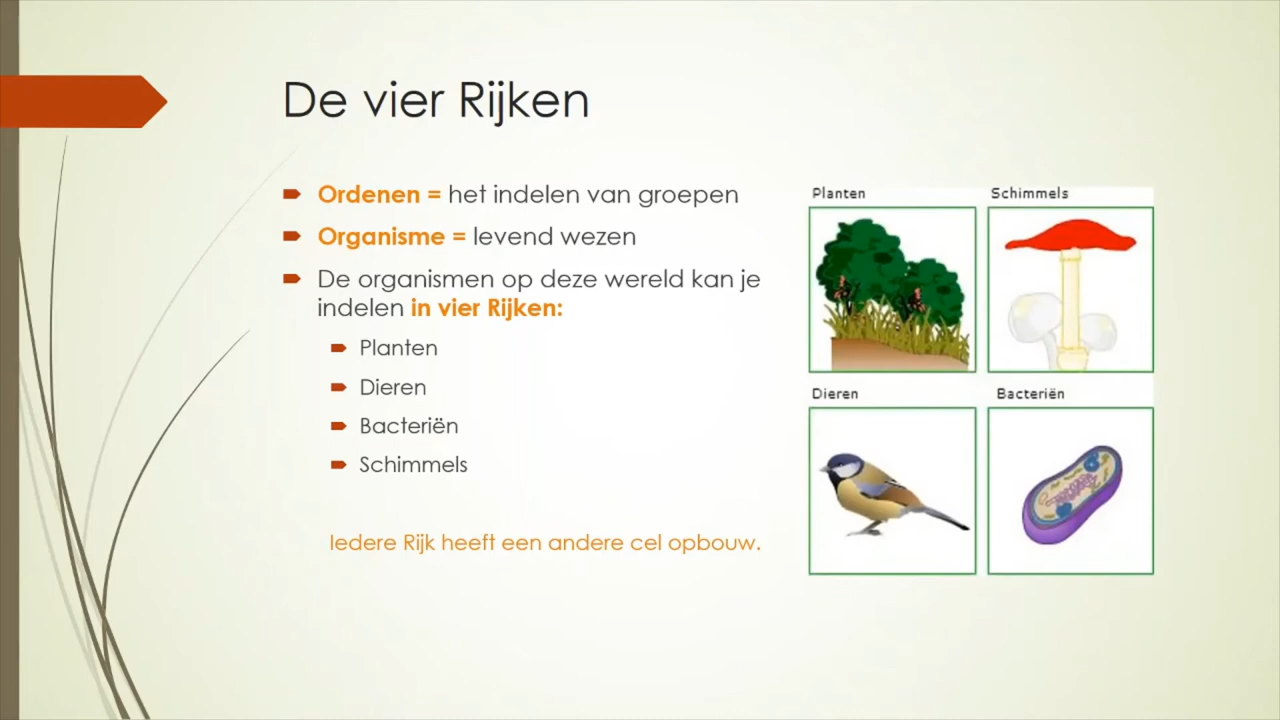 De vier Rijken
Ordenen = het indelen van groepen
Organisme = levend wezen
De organismen op deze wereld kan je
indelen in vier Rijken:
Planten
Dieren
Bacteriën
Schimmels
Iedere Rijk heeft een andere cel opbouw.
Planten
Schimmels
Dieren
Bacteriën